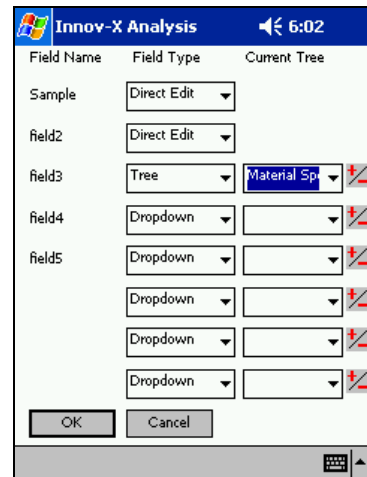 Innov-X Analysis 6:02
Field Name Field Type Current Tree
Sample Direct Edit
field2 Direct Edit
field3 Tree Material Spe
field4 Dropdown
field5 Dropdown
Dropdown
Dropdown
Dropdown
OK Cancel